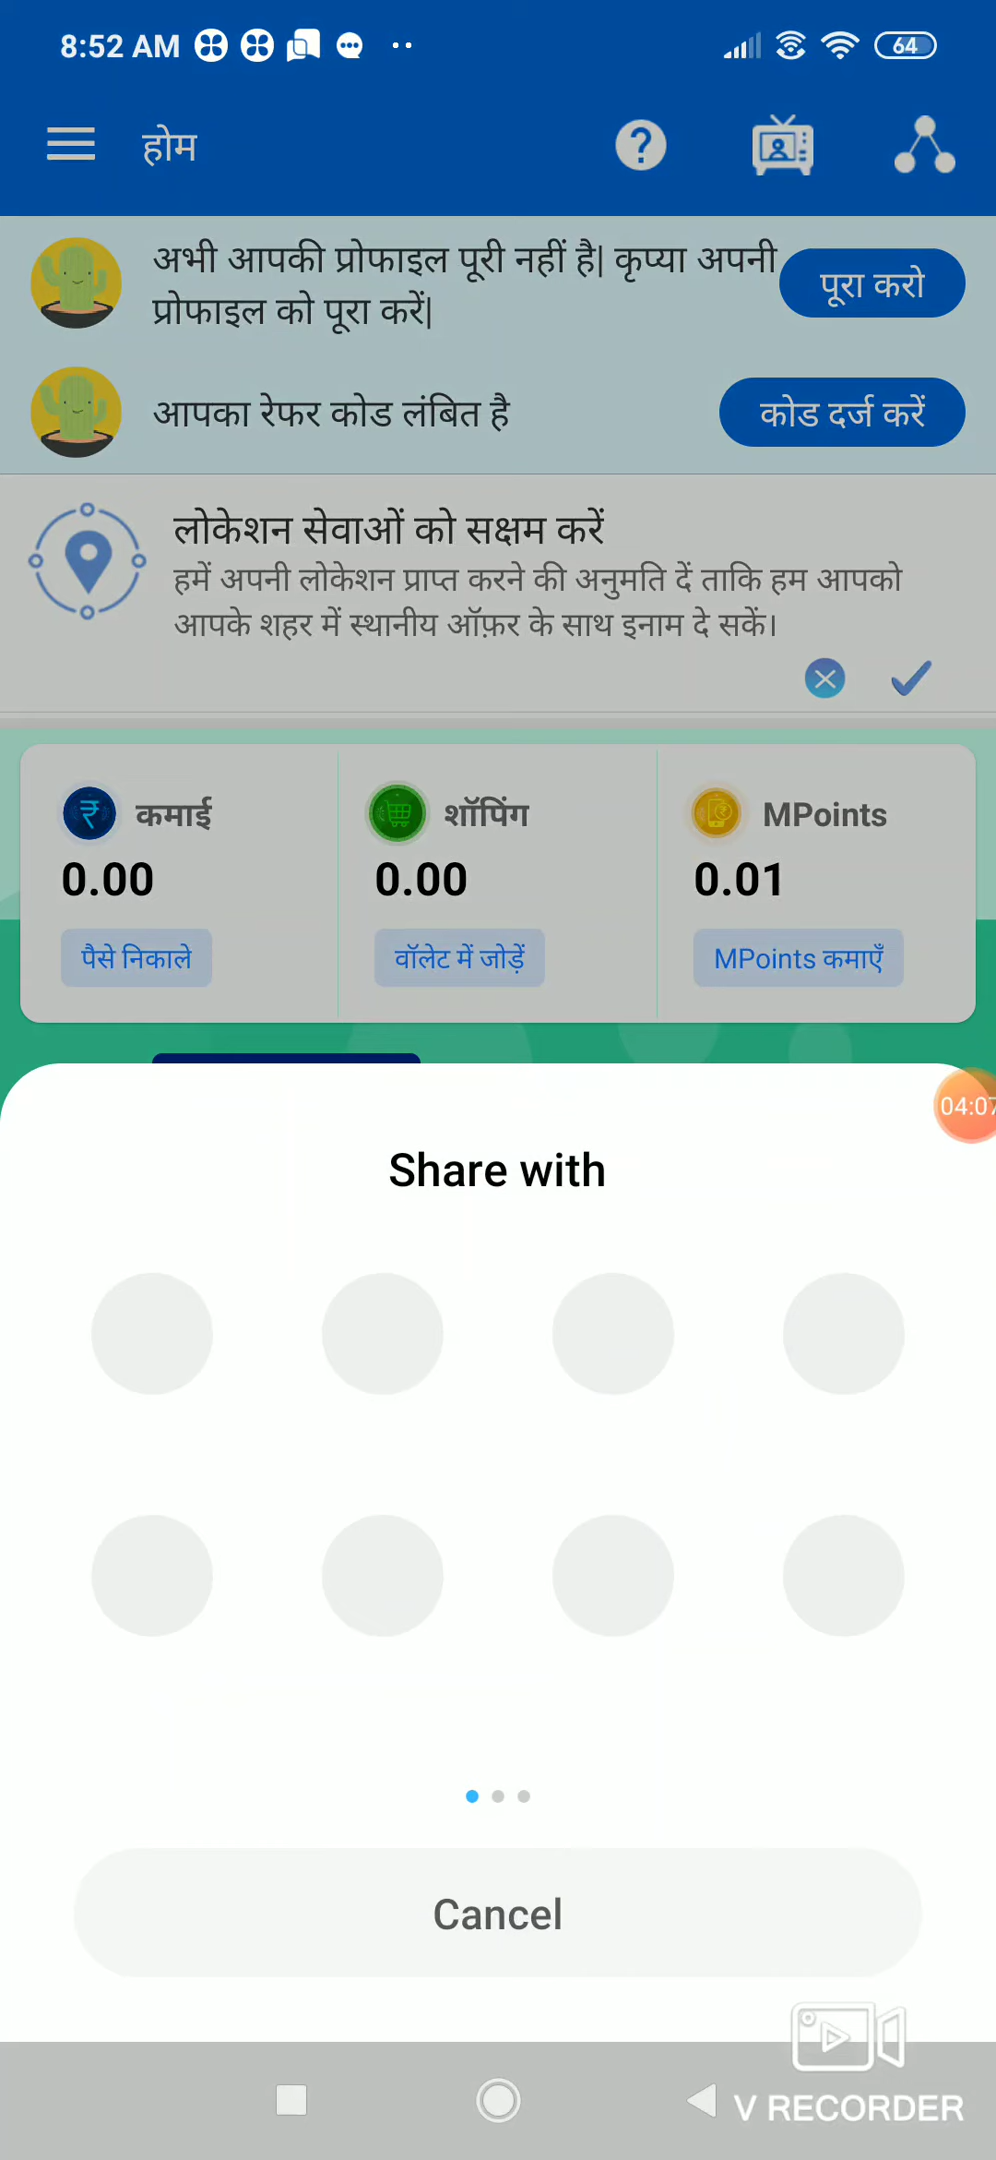 8:52 AM
64
होम
अभी आपकी प्रोफाइल पूरी नहीं है| कृप्या अपनी
प्रोफाइल को पूरा करें|
पूरा करो
आपका रेफर कोड लंबित है
कोड दर्ज करें
लोकेशन सेवाओं को सक्षम करें
हमें अपनी लोकेशन प्राप्त करने की अनुमति दें ताकि हम आपको
आपके शहर में स्थानीय ऑफ़र के साथ इनाम दे सकें।
कमाई
शॉपिंग
MPoints
0.00
0.00
0.01
पैसे निकाले
वॉलेट में जोड़ें
MPoints कमाएँ
04:07
Share with
Cancel
V RECORDER